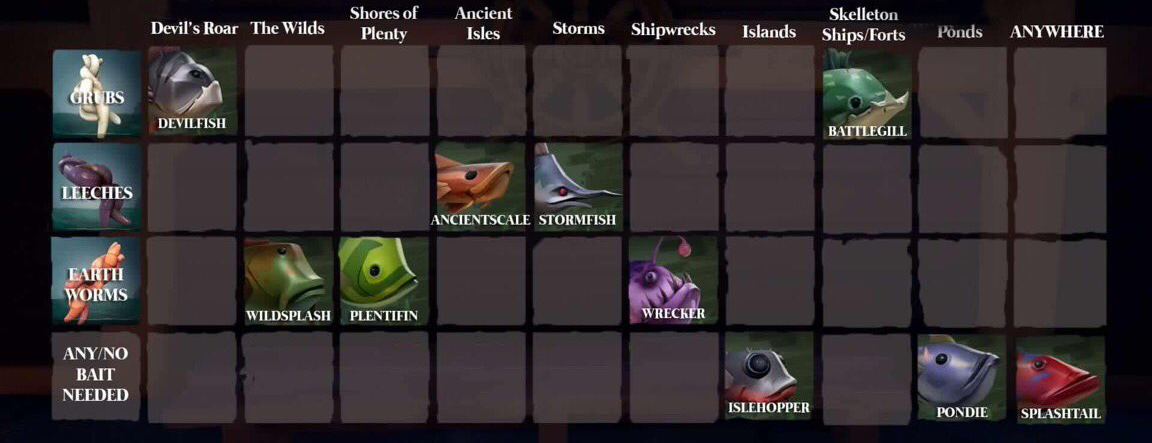 Devil's Roar
The Wilds
Shores of
Plenty
Ancient
Isles
Storms
Shipwrecks
Islands
Skelleton
Ships/Forts
Ponds
ANYWHERE
GRUBS
DEVILFISH
BATTLEGILL
LEECHES
ANCIENTSCALE
STORMFISH
EARTH
WORMS
WILDSPLASH
PLENTIFIN
WRECKER
ANY/NO
BAIT
NEEDED
ISLEHOPPER
PONDIE
SPLASHTAIL